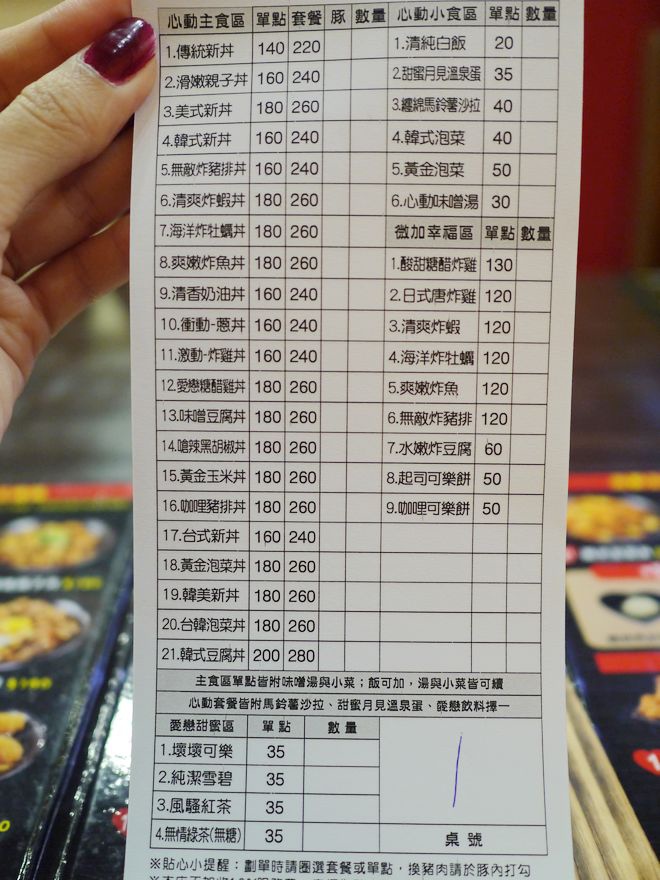 心動主食區 單點 套餐 豚 數量 心動小食區 單點 數量
1.傳統新丼 140 220 1.清純白飯 20
2.滑嫩親子丼 160 240 2.甜蜜月見溫泉蛋 35
3.美式新丼 180 260 3.纏綿馬鈴薯沙拉 40
4.韓式新丼 160 240 4.韓式泡菜 40
5.無敵炸豬排丼 160 240 5.黃金泡菜 50
6.清爽炸蝦丼 180 260 6.心動味噌湯 30
7.海洋炸牡蠣丼 180 260 微加幸福區 單點 數量
8.爽嫩炸魚丼 180 260 1.酸甜糖醋炸雞 130
9.清香奶油丼 160 240 2.日式唐炸雞 120
10.衝動-蔥丼 160 240 3.清爽炸蝦 120
11.激動-炸雞丼 160 240 4.海洋炸牡蠣 120
12.愛戀糖醋雞丼 180 260 5.爽嫩炸魚 120
13.味噌豆腐丼 180 260 6.無敵炸豬排 120
14.嗆辣黑胡椒丼 180 260 7.水嫩炸豆腐 60
15.黃金玉米丼 180 260 8.起司可樂餅 50
16.咖哩豬排丼 180 260 9.咖哩可樂餅 50
17.台式新丼 160 240
18.黃金泡菜丼 180 260
19.韓美新丼 180 260
20.台韓泡菜丼 180 260
21.韓式豆腐丼 200 280
主食區單點皆附味噌湯與小菜；飯可加，湯與小菜皆可續
心動套餐皆附馬鈴薯沙拉、甜蜜月見溫泉蛋、戀戀飲料擇一
愛戀甜蜜區 單點 數量
1.壞壞可樂 35
2.純潔雪碧 35
3.風騷紅茶 35
4.無情綠茶(無糖) 35 桌號
※貼心小提醒：劃單時請圈選套餐或單點，換豬肉請於豚內打勾